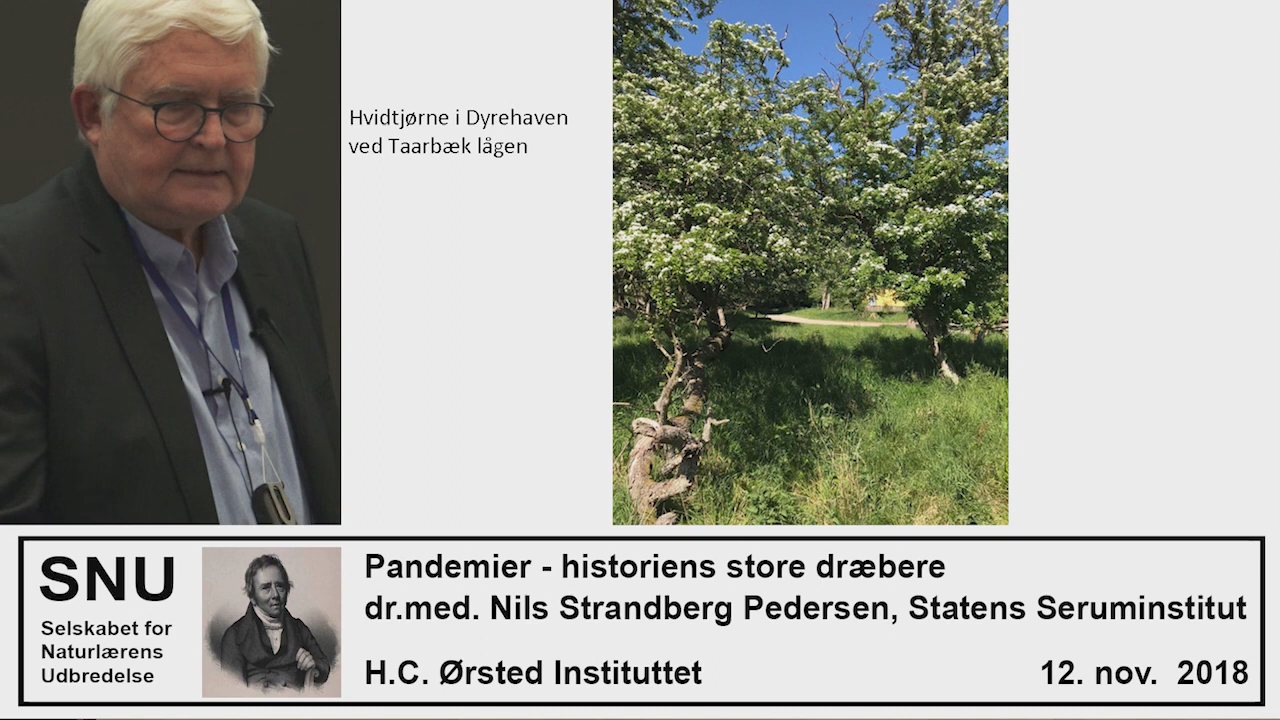 Hvidtjørne i Dyrehaven
ved Taarbæk lågen
SNU
Selskabet for
Naturlærens
Udbredelse
Pandemier - historiens store dræbere
dr.med. Nils Strandberg Pedersen, Statens Seruminstitut
H.C. Ørsted Instituttet
12. nov. 2018